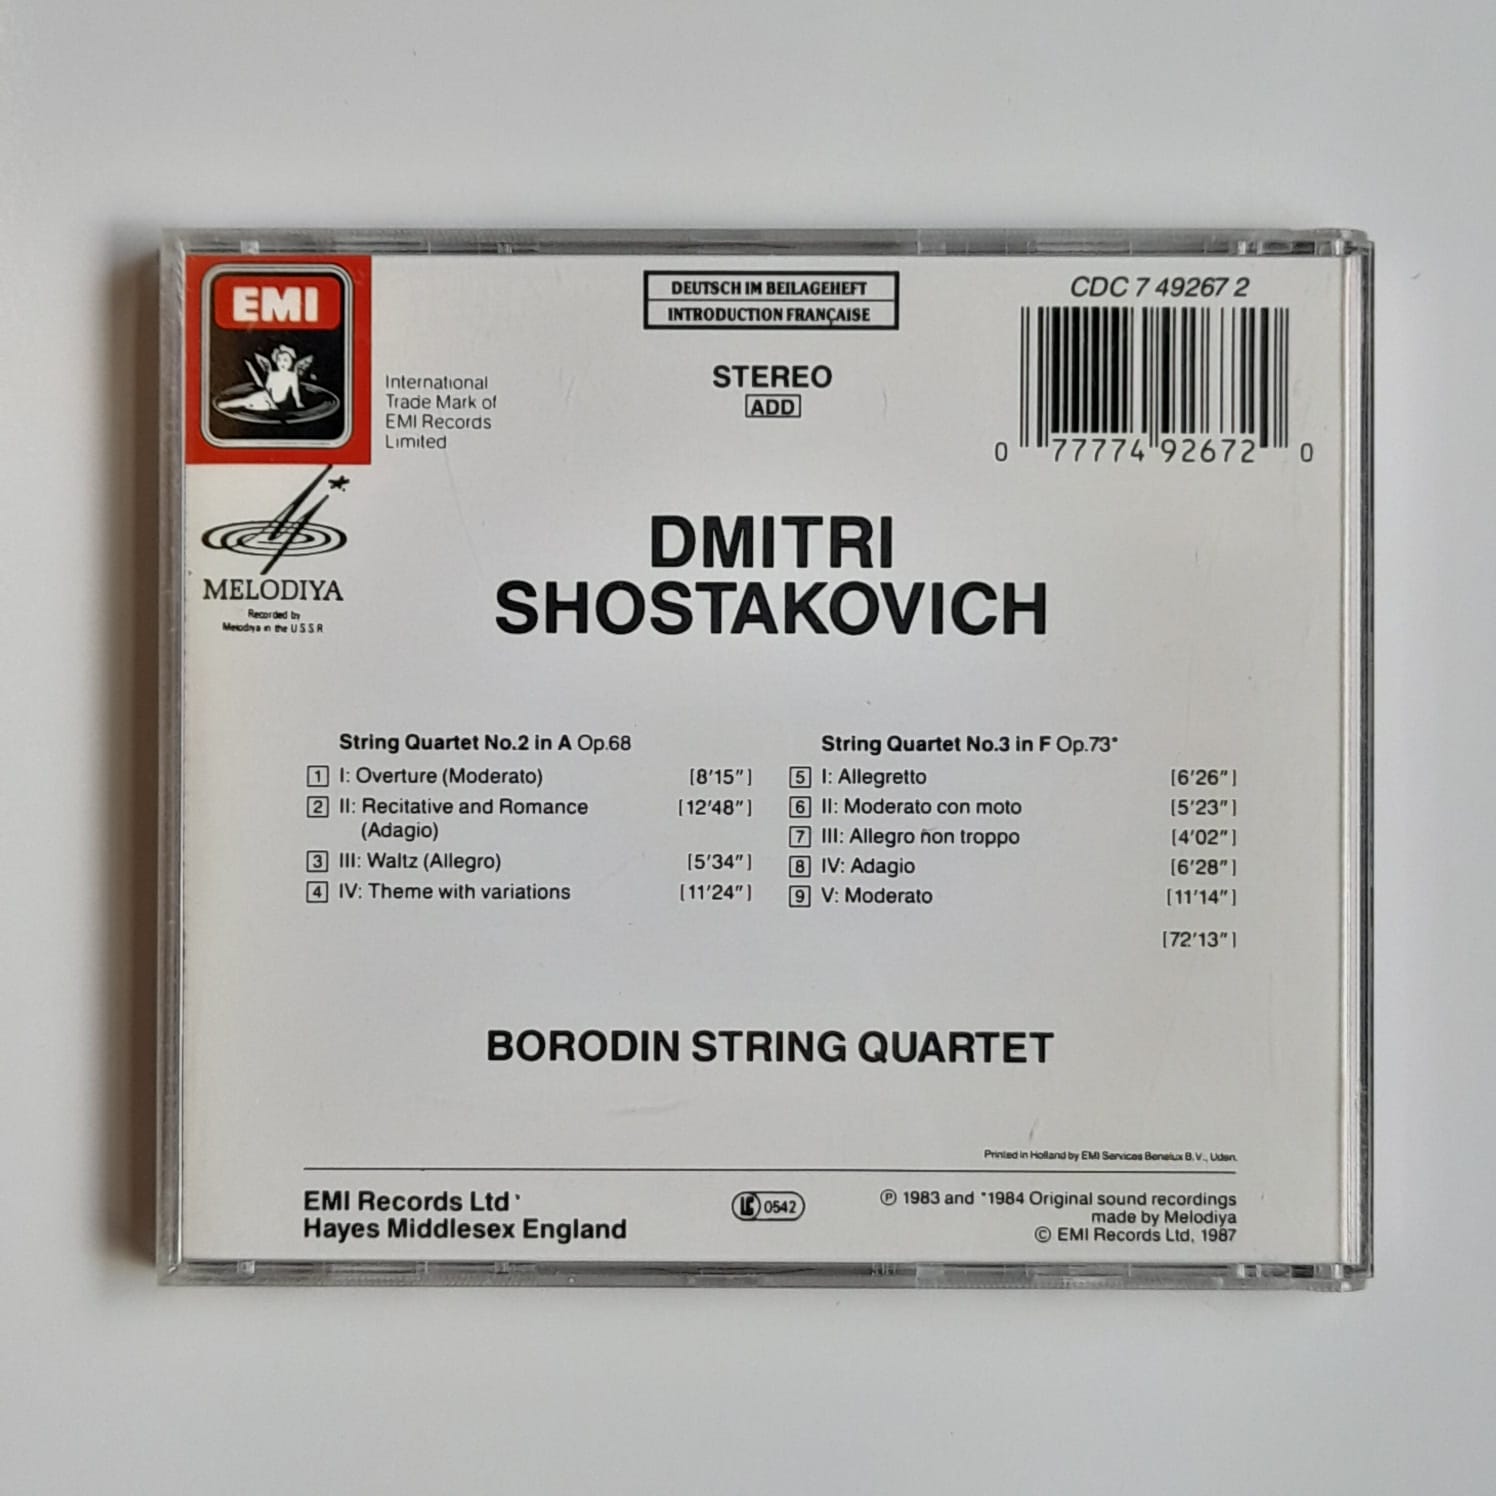 EMI
International
Trade Mark of
EMI Records
Limited
MELODIYA
Recorded by
Melodiya in the U S S R
DEUTSCH IM BEILAGEHEFT
INTRODUCTION FRANÇAISE
STEREO
ADD
CDC 7 49267 2
0 77774 92672 0
DMITRI
SHOSTAKOVICH
String Quartet No.2 in A Op.68
1 I: Overture (Moderato) [8'15"]
2 II: Recitative and Romance [12'48"]
(Adagio)
3 III: Waltz (Allegro) [5'34"]
4 IV: Theme with variations [11'24"]
String Quartet No.3 in F Op.73*
5 I: Allegretto [6'26"]
6 II: Moderato con moto [5'23"]
7 III: Allegro non troppo [4'02"]
8 IV: Adagio [6'28"]
9 V: Moderato [11'14"]
[72'13"]
BORODIN STRING QUARTET
Printed in Holland by EMI Services Benelux B.V., Uden.
EMI Records Ltd
Hayes Middlesex England
LC 0542
℗ 1983 and *1984 Original sound recordings
made by Melodiya
© EMI Records Ltd, 1987